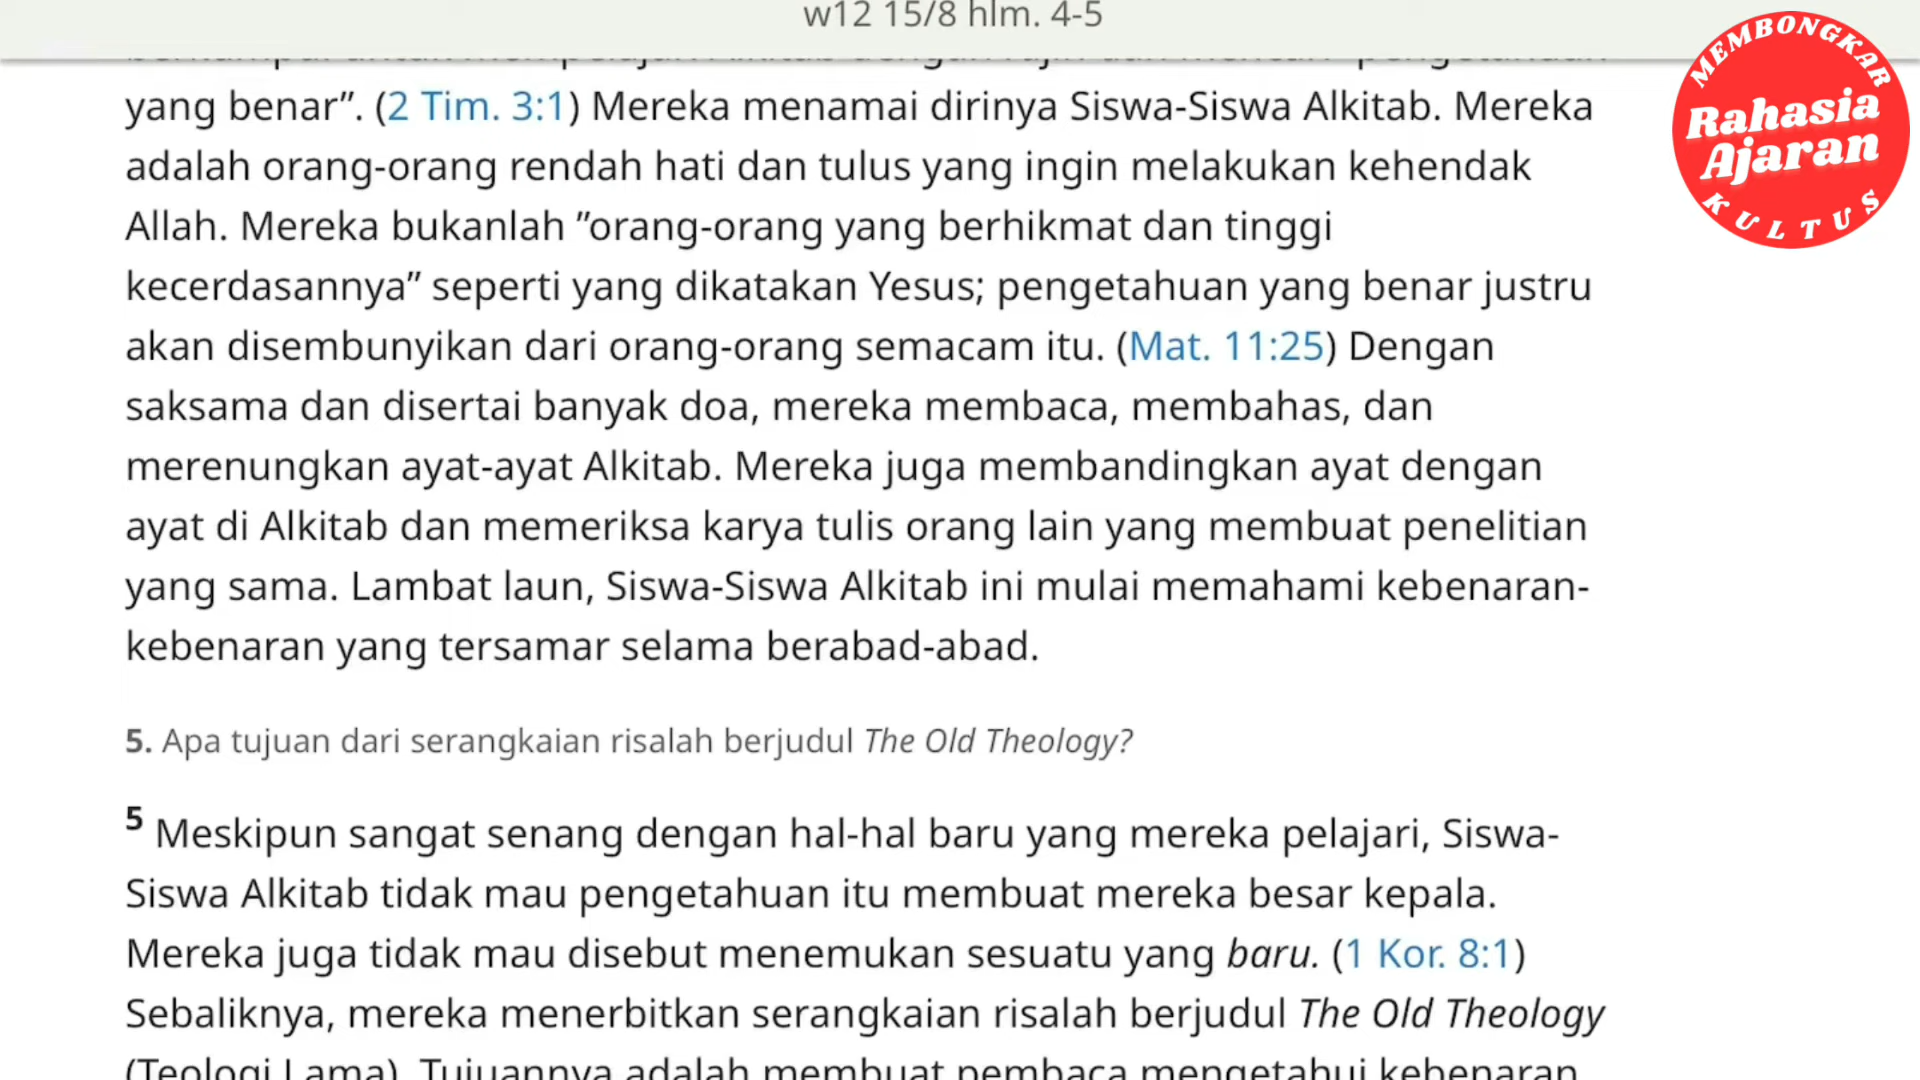 w12 15/8 hlm. 4-5
yang benar”. (2 Tim. 3:1) Mereka menamai dirinya Siswa-Siswa Alkitab. Mereka
adalah orang-orang rendah hati dan tulus yang ingin melakukan kehendak
Allah. Mereka bukanlah ”orang-orang yang berhikmat dan tinggi
kecerdasannya” seperti yang dikatakan Yesus; pengetahuan yang benar justru
akan disembunyikan dari orang-orang semacam itu. (Mat. 11:25) Dengan
saksama dan disertai banyak doa, mereka membaca, membahas, dan
merenungkan ayat-ayat Alkitab. Mereka juga membandingkan ayat dengan
ayat di Alkitab dan memeriksa karya tulis orang lain yang membuat penelitian
yang sama. Lambat laun, Siswa-Siswa Alkitab ini mulai memahami kebenaran-
kebenaran yang tersamar selama berabad-abad.
5. Apa tujuan dari serangkaian risalah berjudul The Old Theology?
5 Meskipun sangat senang dengan hal-hal baru yang mereka pelajari, Siswa-
Siswa Alkitab tidak mau pengetahuan itu membuat mereka besar kepala.
Mereka juga tidak mau disebut menemukan sesuatu yang baru. (1 Kor. 8:1)
Sebaliknya, mereka menerbitkan serangkaian risalah berjudul The Old Theology
(Teologi Lama). Tujuannya adalah membuat pembaca mengetahui kebenaran
MEMBONGKAR
Rahasia
Ajaran
KULTUS